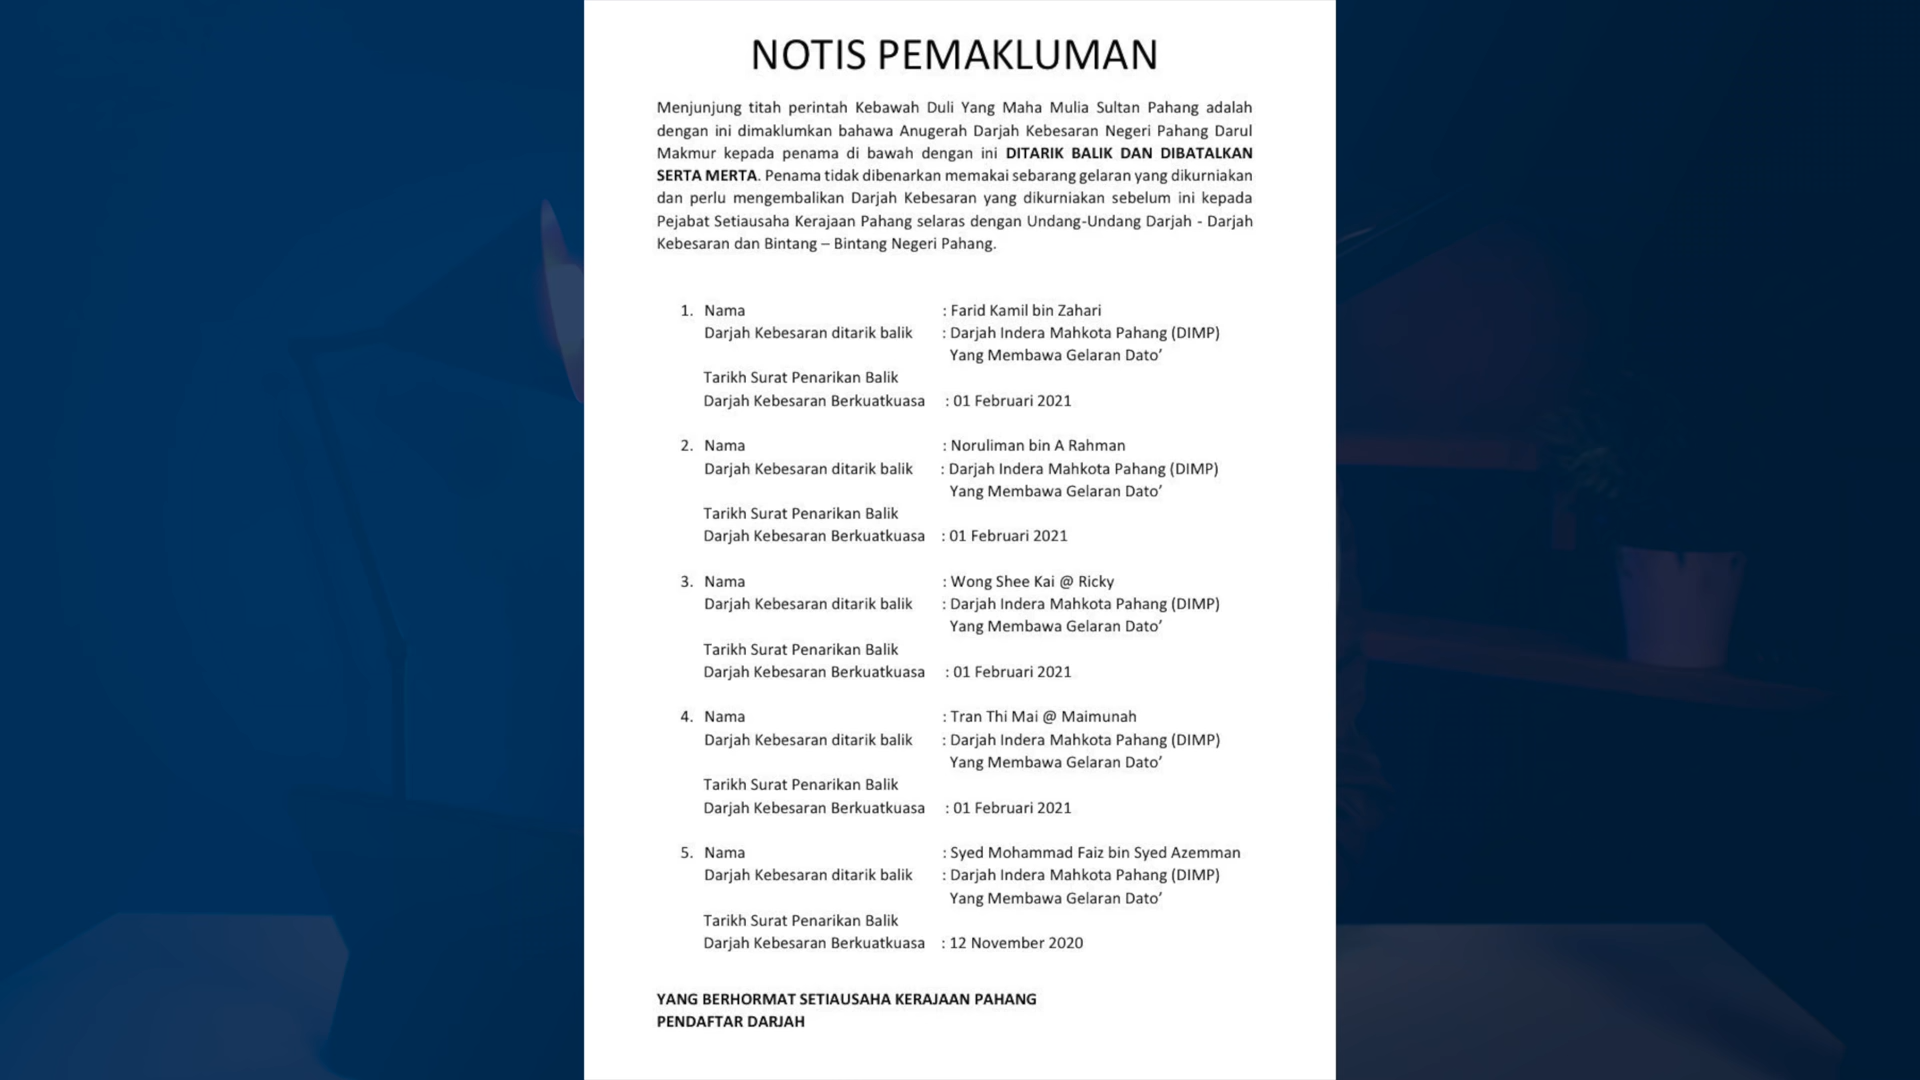 NOTIS PEMAKLUMAN
Menjunjung titah perintah Kebawah Duli Yang Maha Mulia Sultan Pahang adalah
dengan ini dimaklumkan bahawa Anugerah Darjah Kebesaran Negeri Pahang Darul
Makmur kepada penama di bawah dengan ini DITARIK BALIK DAN DIBATALKAN
SERTA MERTA. Penama tidak dibenarkan memakai sebarang gelaran yang dikurniakan
dan perlu mengembalikan Darjah Kebesaran yang dikurniakan sebelum ini kepada
Pejabat Setiausaha Kerajaan Pahang selaras dengan Undang-Undang Darjah - Darjah
Kebesaran dan Bintang – Bintang Negeri Pahang.
1. Nama : Farid Kamil bin Zahari
Darjah Kebesaran ditarik balik : Darjah Indera Mahkota Pahang (DIMP)
Yang Membawa Gelaran Dato’
Tarikh Surat Penarikan Balik
Darjah Kebesaran Berkuatkuasa : 01 Februari 2021
2. Nama : Noruliman bin A Rahman
Darjah Kebesaran ditarik balik : Darjah Indera Mahkota Pahang (DIMP)
Yang Membawa Gelaran Dato’
Tarikh Surat Penarikan Balik
Darjah Kebesaran Berkuatkuasa : 01 Februari 2021
3. Nama : Wong Shee Kai @ Ricky
Darjah Kebesaran ditarik balik : Darjah Indera Mahkota Pahang (DIMP)
Yang Membawa Gelaran Dato’
Tarikh Surat Penarikan Balik
Darjah Kebesaran Berkuatkuasa : 01 Februari 2021
4. Nama : Tran Thi Mai @ Maimunah
Darjah Kebesaran ditarik balik : Darjah Indera Mahkota Pahang (DIMP)
Yang Membawa Gelaran Dato’
Tarikh Surat Penarikan Balik
Darjah Kebesaran Berkuatkuasa : 01 Februari 2021
5. Nama : Syed Mohammad Faiz bin Syed Azemman
Darjah Kebesaran ditarik balik : Darjah Indera Mahkota Pahang (DIMP)
Yang Membawa Gelaran Dato’
Tarikh Surat Penarikan Balik
Darjah Kebesaran Berkuatkuasa : 12 November 2020
YANG BERHORMAT SETIAUSAHA KERAJAAN PAHANG
PENDAFTAR DARJAH